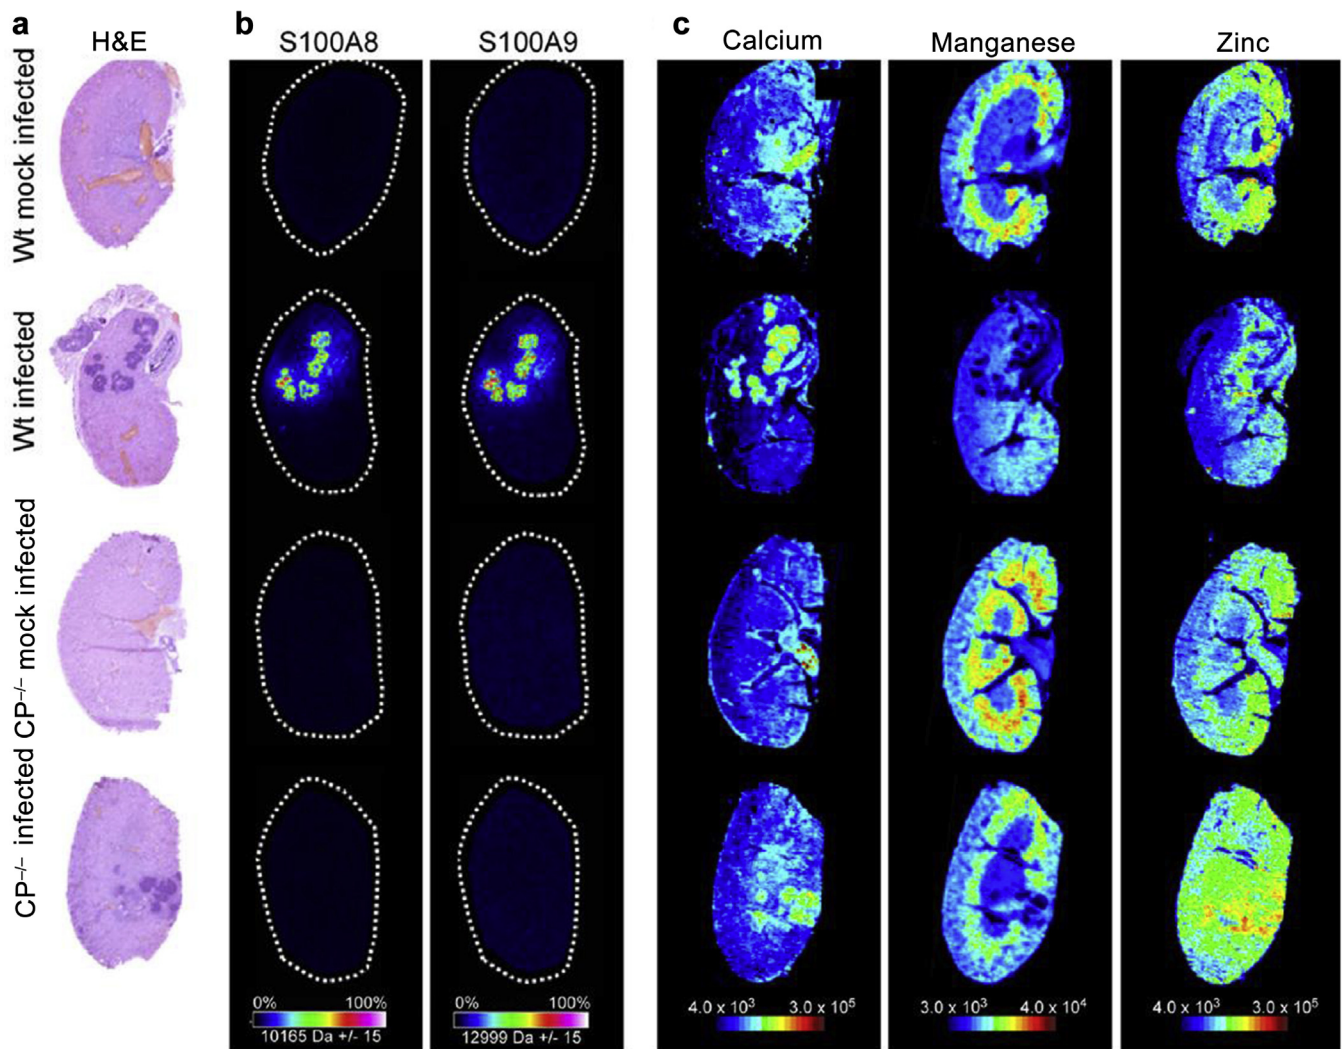 a
b
c
H&E
S100A8
S100A9
Calcium
Manganese
Zinc
Wt mock infected
Wt infected
CP−/− mock infected
CP−/− infected
0% 100%
10165 Da +/- 15
0% 100%
12999 Da +/- 15
4.0 x 10³ 3.0 x 10⁵
3.0 x 10³ 4.0 x 10⁴
4.0 x 10³ 3.0 x 10⁵